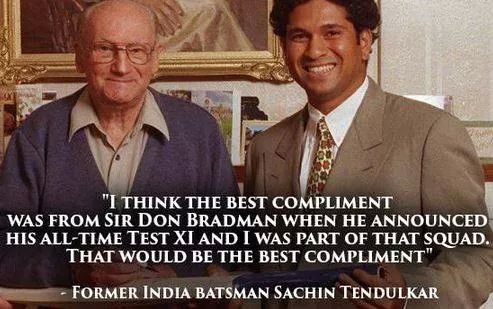 "I THINK THE BEST COMPLIMENT
WAS FROM SIR DON BRADMAN WHEN HE ANNOUNCED
HIS ALL-TIME TEST XI AND I WAS PART OF THAT SQUAD.
THAT WOULD BE THE BEST COMPLIMENT"
- FORMER INDIA BATSMAN SACHIN TENDULKAR